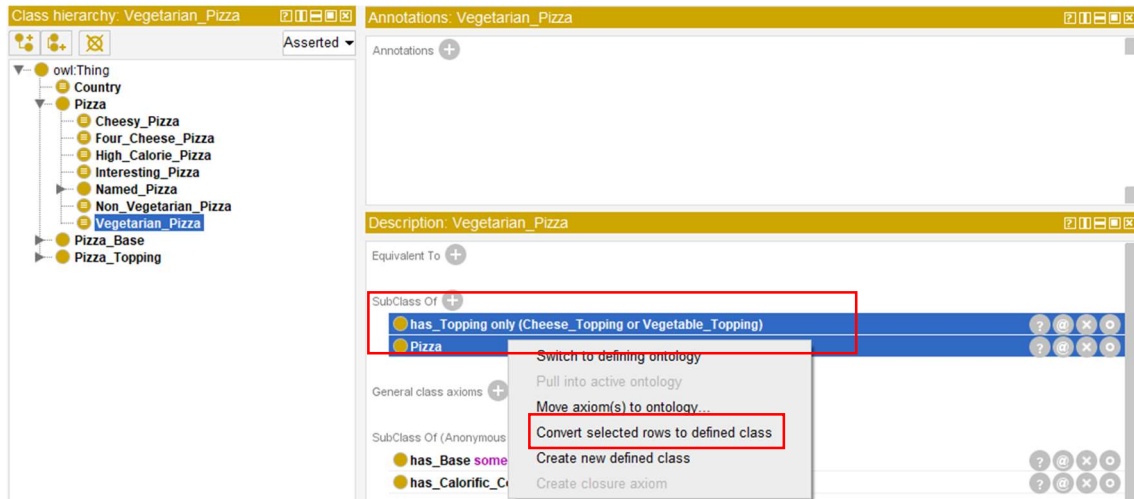 Class hierarchy: Vegetarian_Pizza
Asserted
owl:Thing
Country
Pizza
Cheesy_Pizza
Four_Cheese_Pizza
High_Calorie_Pizza
Interesting_Pizza
Named_Pizza
Non_Vegetarian_Pizza
Vegetarian_Pizza
Pizza_Base
Pizza_Topping
Annotations: Vegetarian_Pizza
Annotations
Description: Vegetarian_Pizza
Equivalent To
SubClass Of
has_Topping only (Cheese_Topping or Vegetable_Topping)
Pizza
Switch to defining ontology
Pull into active ontology
Move axiom(s) to ontology...
Convert selected rows to defined class
Create new defined class
Create closure axiom
General class axioms
SubClass Of (Anonymous
has_Base some
has_Calorific_Co